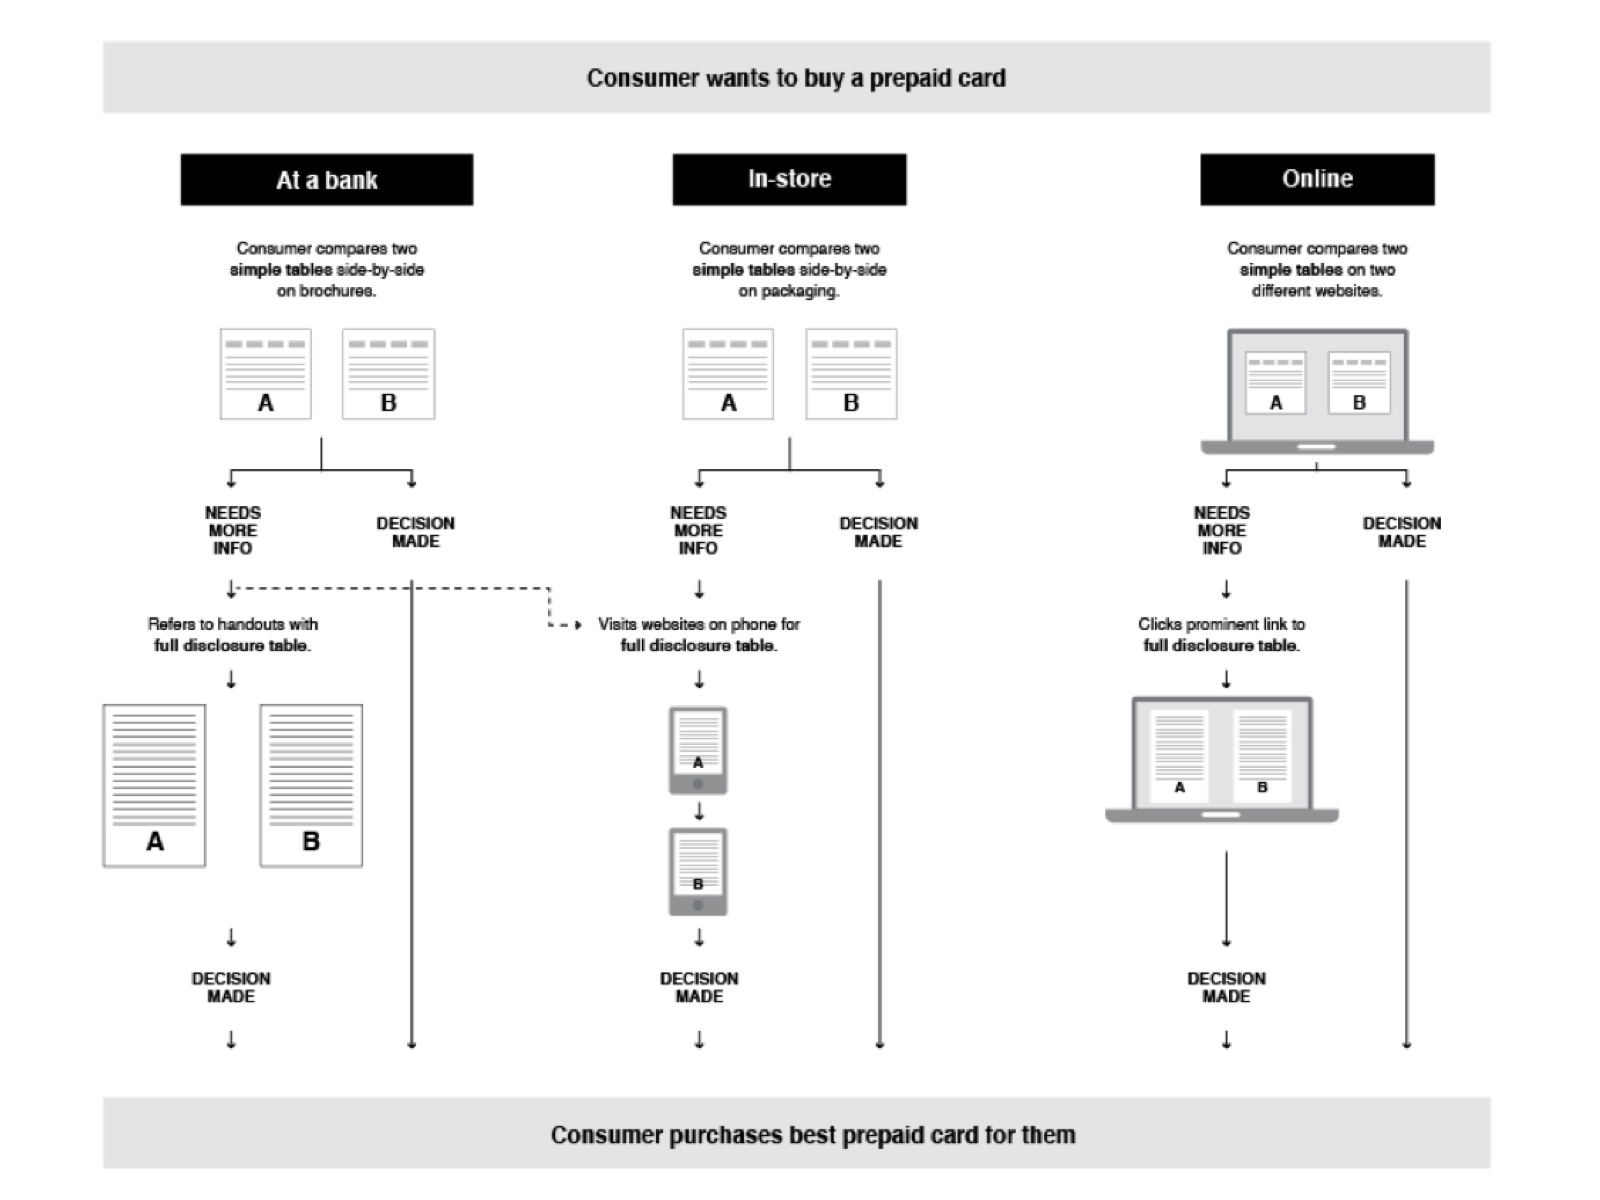 Consumer wants to buy a prepaid card
At a bank
Consumer compares two
simple tables side-by-side
on brochures.
A
B
NEEDS
MORE
INFO
DECISION
MADE
Refers to handouts with
full disclosure table.
A
B
DECISION
MADE
In-store
Consumer compares two
simple tables side-by-side
on packaging.
A
B
NEEDS
MORE
INFO
DECISION
MADE
Visits websites on phone for
full disclosure table.
A
B
DECISION
MADE
Online
Consumer compares two
simple tables on two
different websites.
A
B
NEEDS
MORE
INFO
DECISION
MADE
Clicks prominent link to
full disclosure table.
A
B
DECISION
MADE
Consumer purchases best prepaid card for them